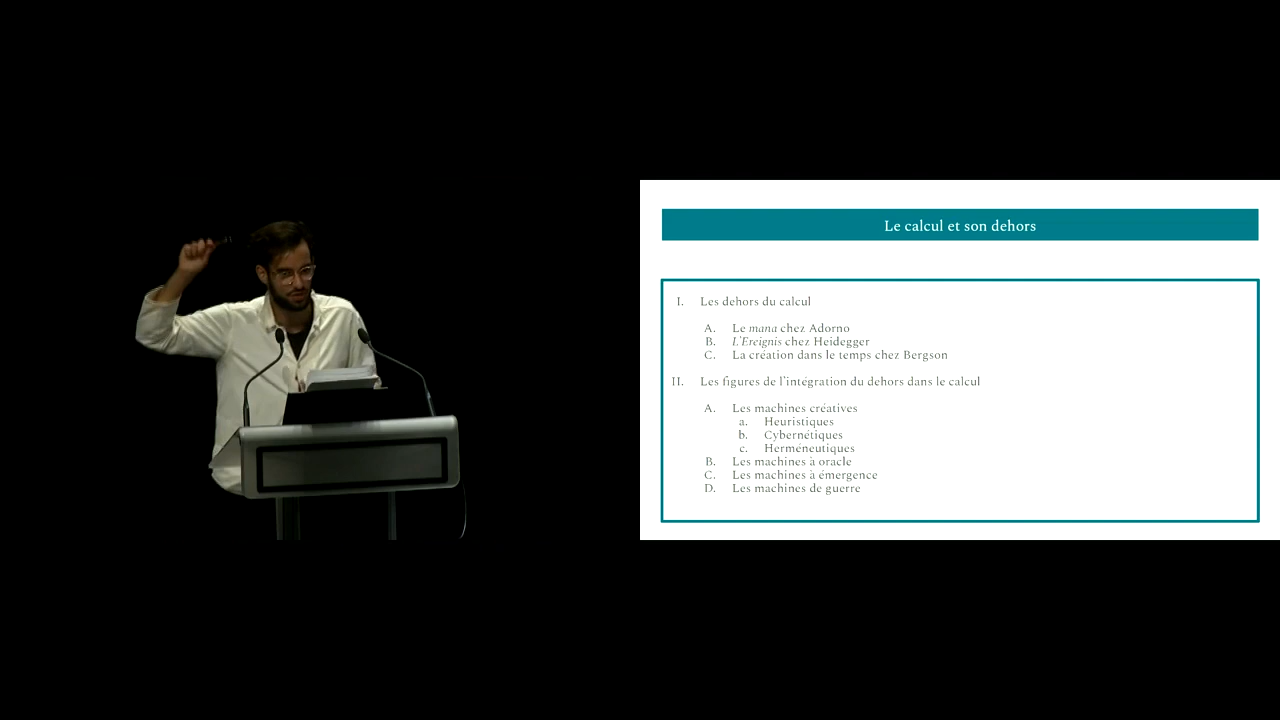 Le calcul et son dehors
I. Les dehors du calcul
A. Le mana chez Adorno
B. L'Ereignis chez Heidegger
C. La création dans le temps chez Bergson
II. Les figures de l'intégration du dehors dans le calcul
A. Les machines créatives
a. Heuristiques
b. Cybernétiques
c. Herméneutiques
B. Les machines à oracle
C. Les machines à émergence
D. Les machines de guerre